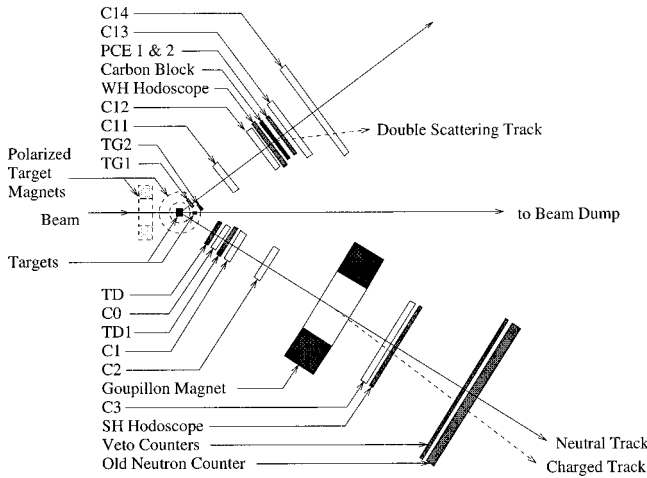 C14
C13
PCE 1 & 2
Carbon Block
WH Hodoscope
C12
C11
TG2
TG1
Polarized
Target
Magnets
Beam
Targets
Double Scattering Track
to Beam Dump
TD
C0
TD1
C1
C2
Goupillon Magnet
C3
SH Hodoscope
Veto Counters
Old Neutron Counter
Neutral Track
Charged Track